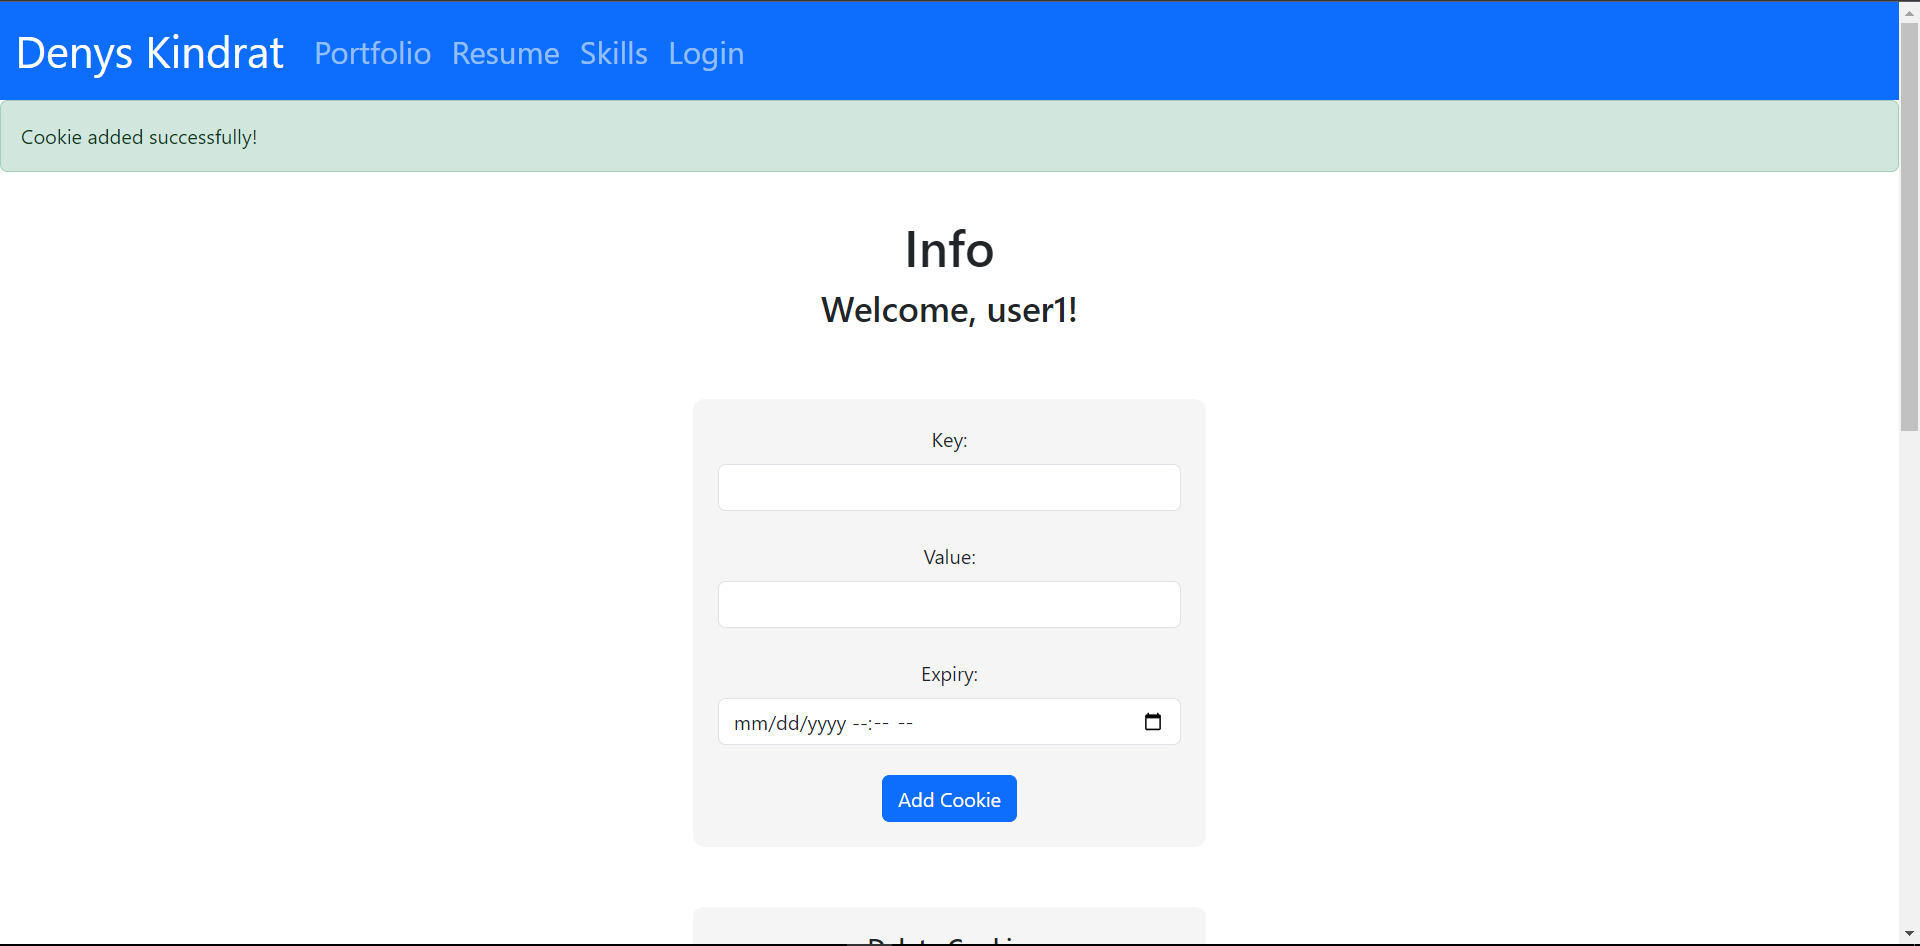 Denys Kindrat Portfolio Resume Skills Login
Cookie added successfully!
Info
Welcome, user1!
Key:
Value:
Expiry:
mm/dd/yyyy --:-- --
Add Cookie